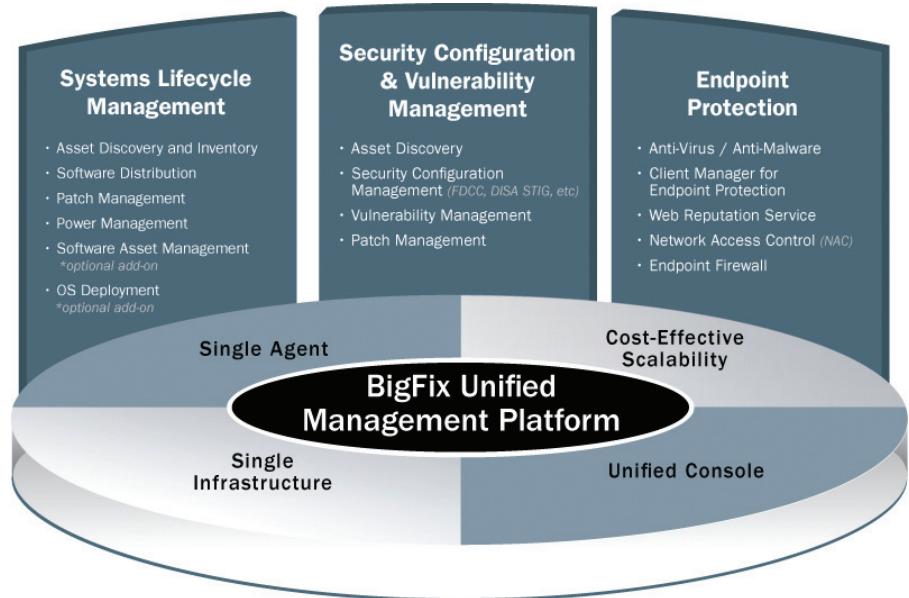 Systems Lifecycle
Management
· Asset Discovery and Inventory
· Software Distribution
· Patch Management
· Power Management
· Software Asset Management
*optional add-on
· OS Deployment
*optional add-on
Security Configuration
& Vulnerability
Management
· Asset Discovery
· Security Configuration
Management (FDCC, DISA STIG, etc)
· Vulnerability Management
· Patch Management
Endpoint
Protection
· Anti-Virus / Anti-Malware
· Client Manager for
Endpoint Protection
· Web Reputation Service
· Network Access Control (NAC)
· Endpoint Firewall
Single Agent
Cost-Effective
Scalability
BigFix Unified
Management Platform
Single
Infrastructure
Unified Console